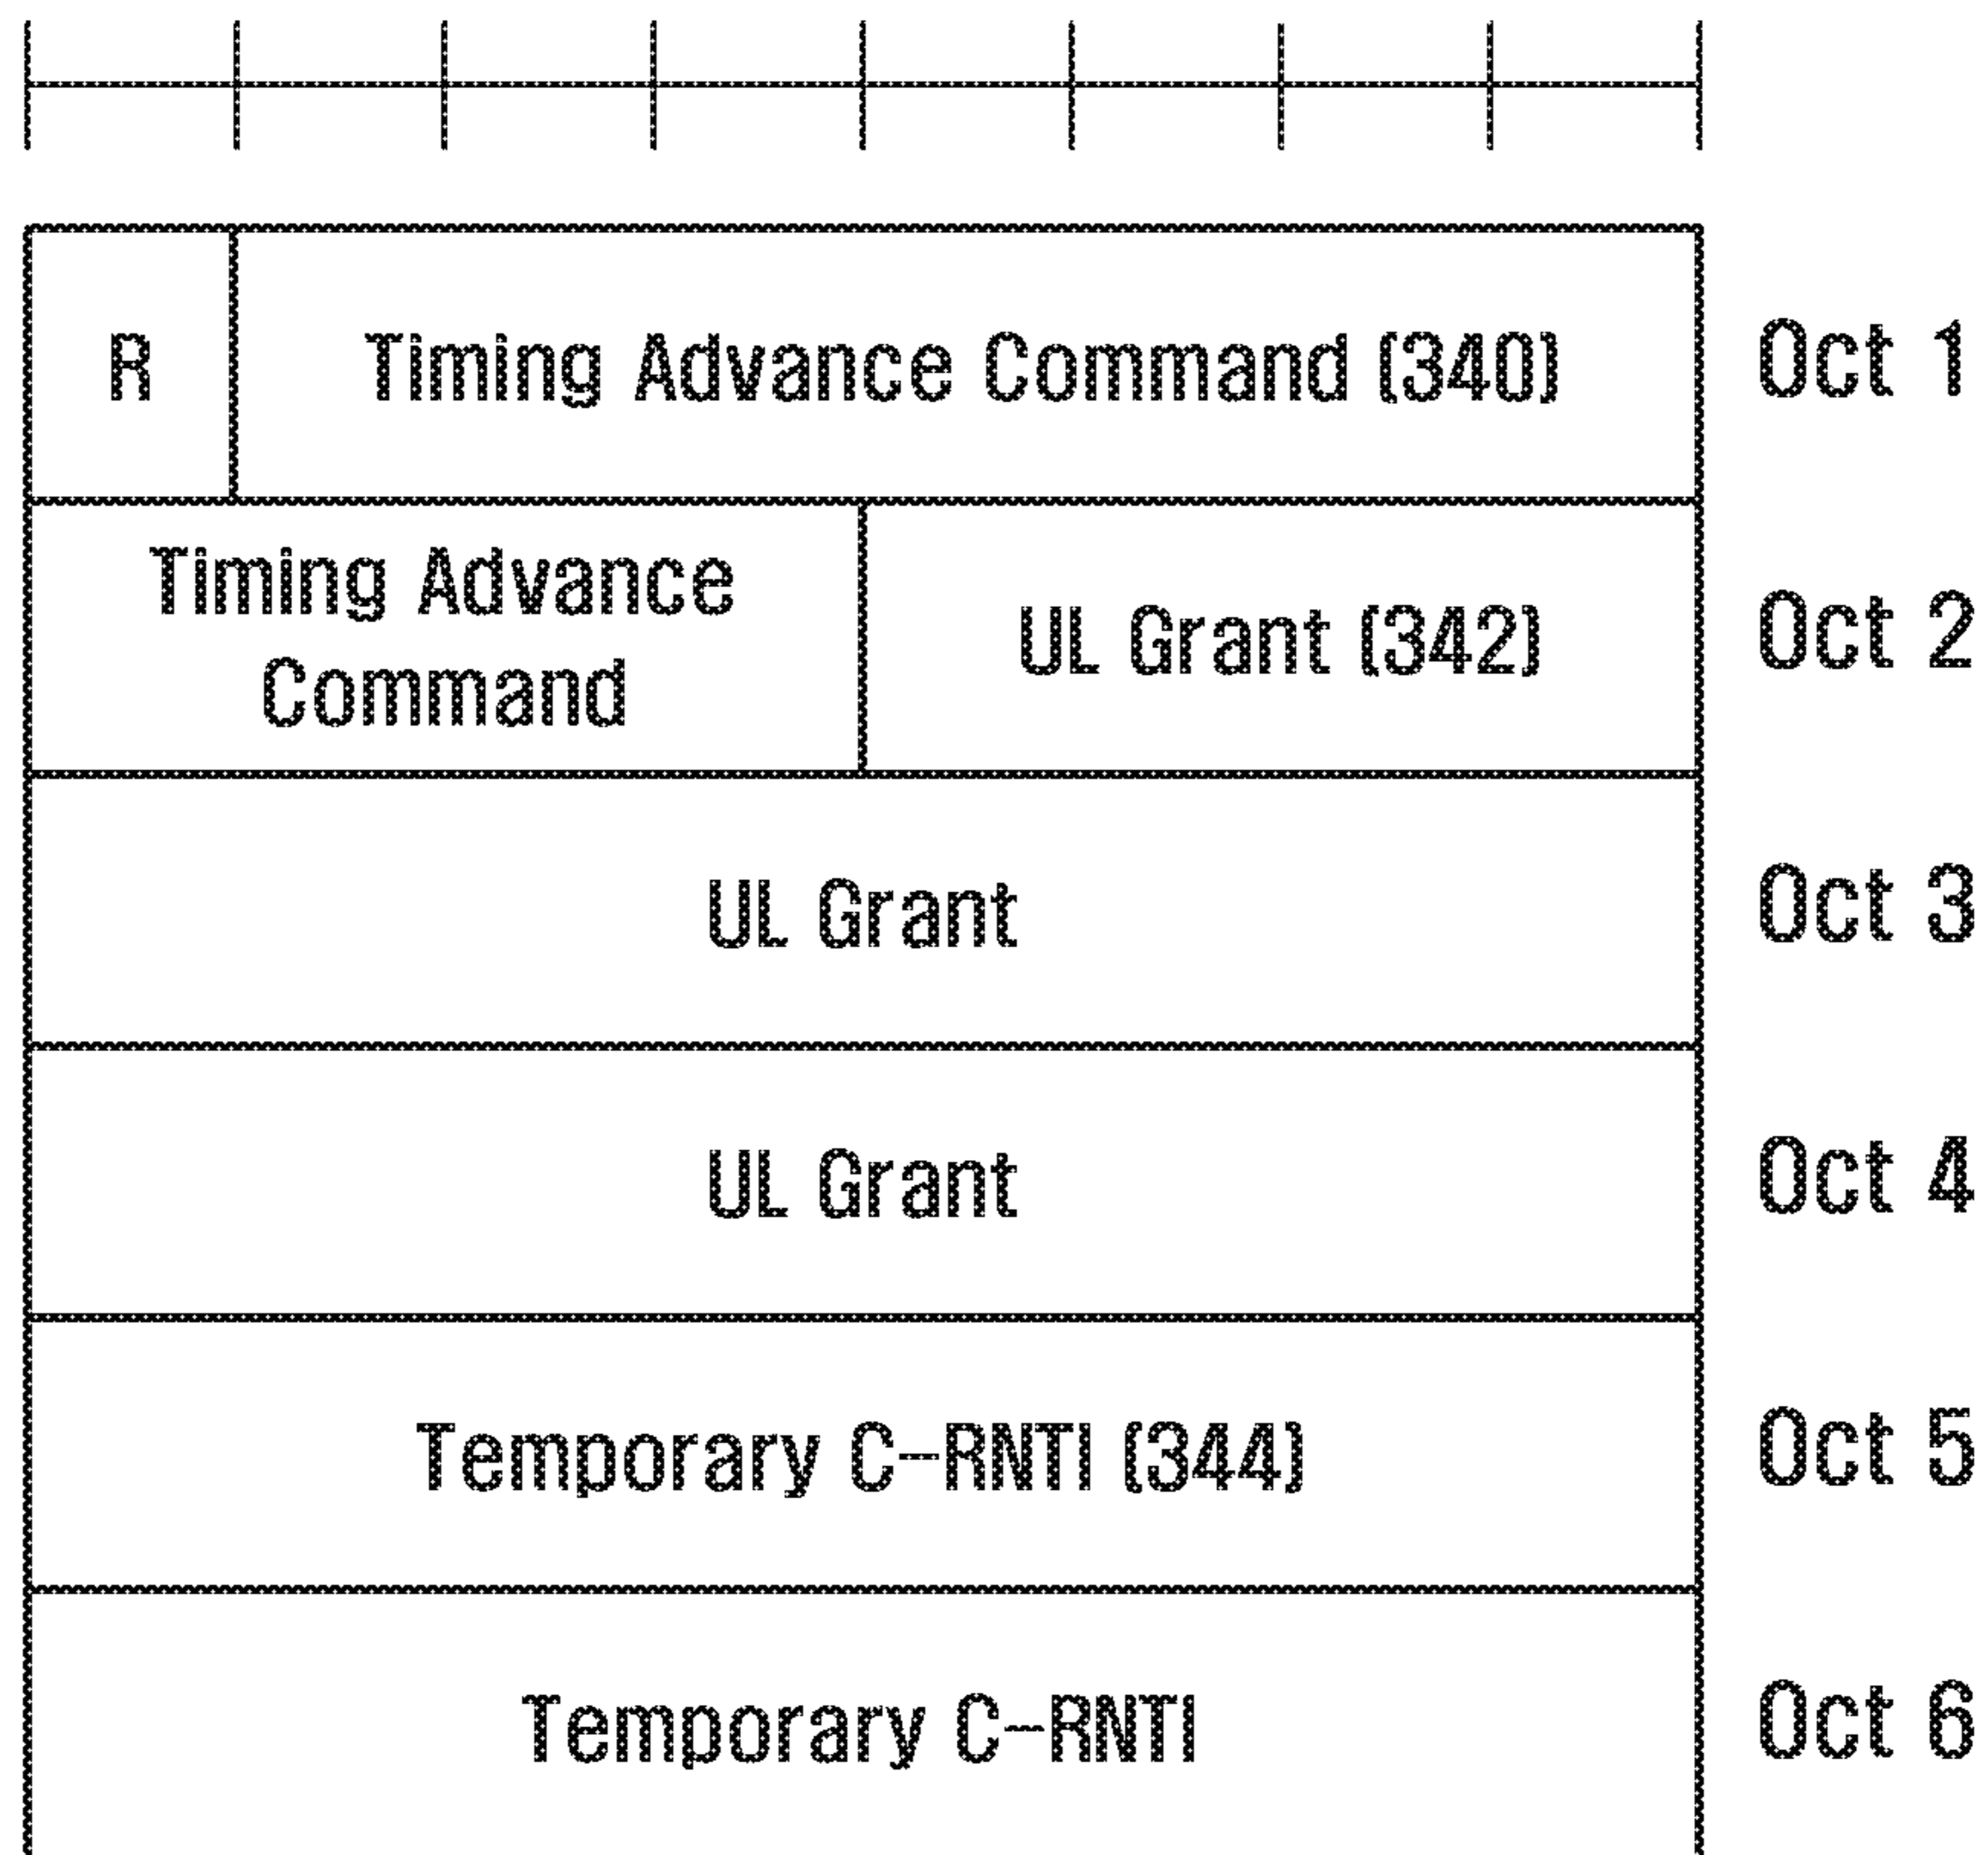 R Timing Advance Command (340) Oct 1
Timing Advance
Command
UL Grant (342) Oct 2
UL Grant Oct 3
UL Grant Oct 4
Temporary C-RNTI (344) Oct 5
Temporary C-RNTI Oct 6